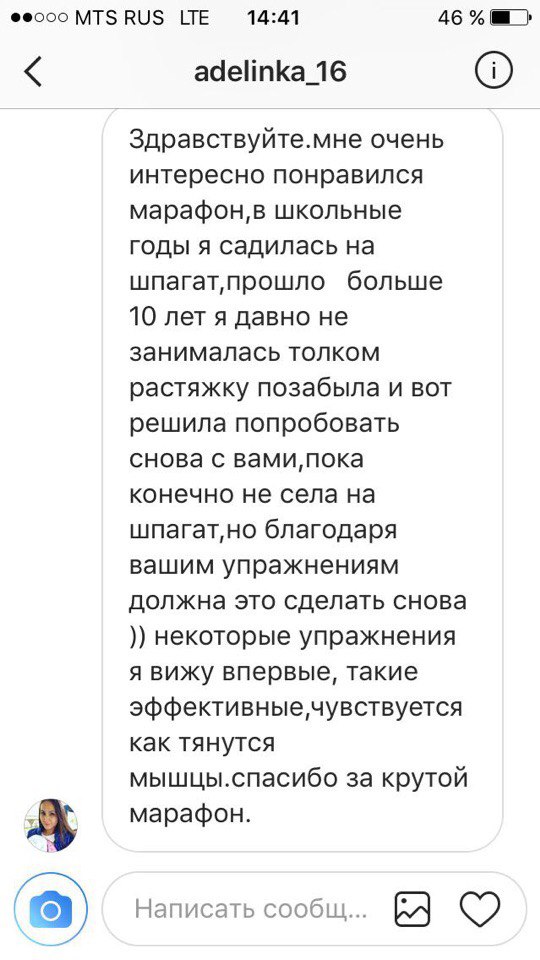 ●●○○○ MTS RUS LTE 14:41 46 %
adelinka_16
Здравствуйте.мне очень
интересно понравился
марафон,в школьные
годы я садилась на
шпагат,прошло больше
10 лет я давно не
занималась толком
растяжку позабыла и вот
решила попробовать
снова с вами,пока
конечно не села на
шпагат,но благодаря
вашим упражнениям
должна это сделать снова
)) некоторые упражнения
я вижу впервые, такие
эффективные,чувствуется
как тянутся
мышцы.спасибо за крутой
марафон.
Написать сообщ...